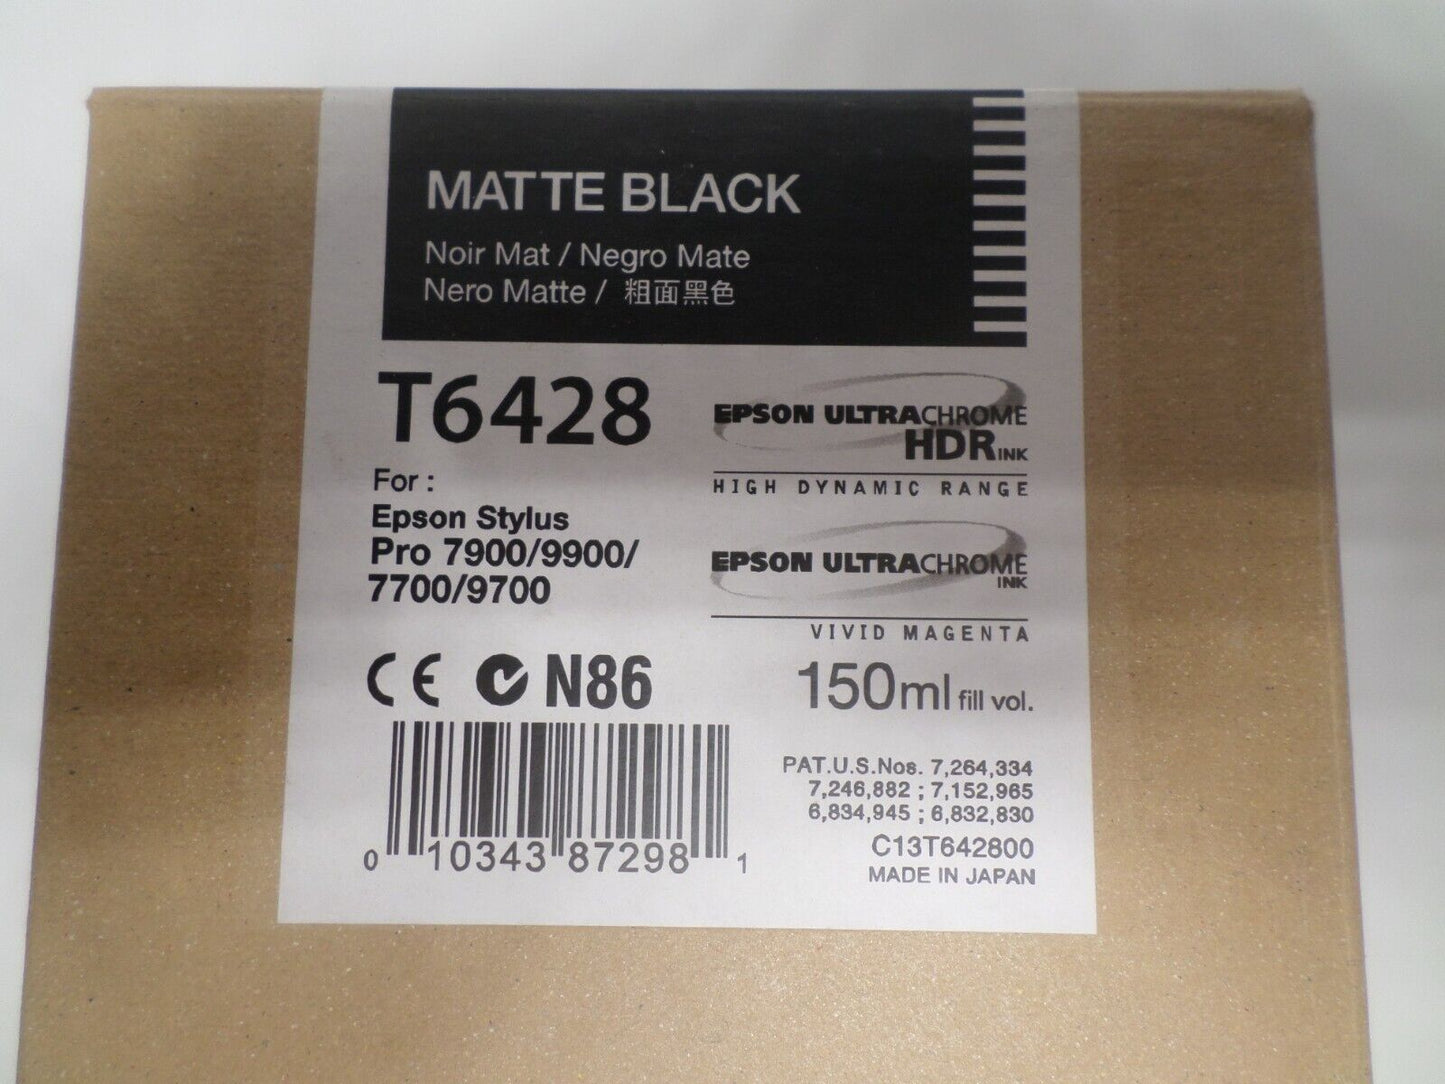 MATTE BLACK
Noir Mat / Negro Mate
Nero Matte / 粗面黑色
T6428
For :
Epson Stylus
Pro 7900/9900/
7700/9700
EPSON ULTRACHROME
HDR INK
HIGH DYNAMIC RANGE
EPSON ULTRACHROME
INK
VIVID MAGENTA
CE N86
150ml fill vol.
0 10343 87298 1
PAT.U.S.Nos. 7,264,334
7,246,882 ; 7,152,965
6,834,945 ; 6,832,830
C13T642800
MADE IN JAPAN